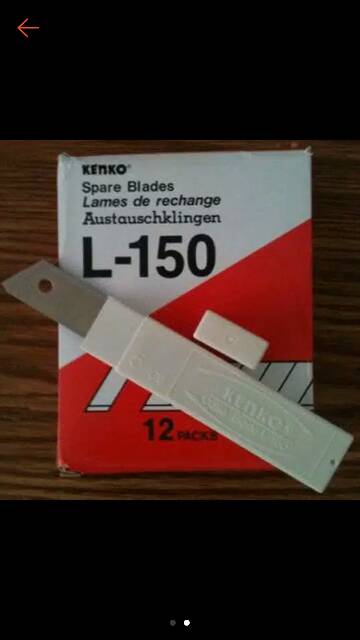 KENKO®
Spare Blades
Lames de rechange
Austauschklingen
L-150
KENKO
12 PACKS